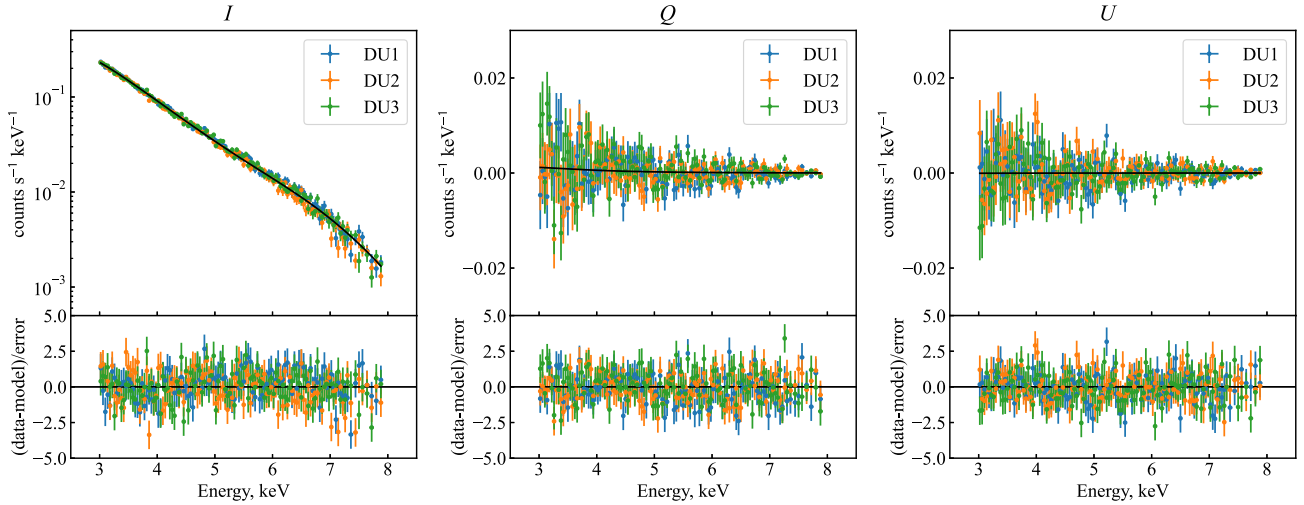 I
Q
U
counts s⁻¹ keV⁻¹
10⁻¹
10⁻²
10⁻³
DU1
DU2
DU3
((data-model)/error
5.0
2.5
0.0
−2.5
−5.0
3 4 5 6 7 8
Energy, keV
counts s⁻¹ keV⁻¹
0.02
0.00
−0.02
DU1
DU2
DU3
((data-model)/error
5.0
2.5
0.0
−2.5
−5.0
3 4 5 6 7 8
Energy, keV
counts s⁻¹ keV⁻¹
0.02
0.00
−0.02
DU1
DU2
DU3
((data-model)/error
5.0
2.5
0.0
−2.5
−5.0
3 4 5 6 7 8
Energy, keV